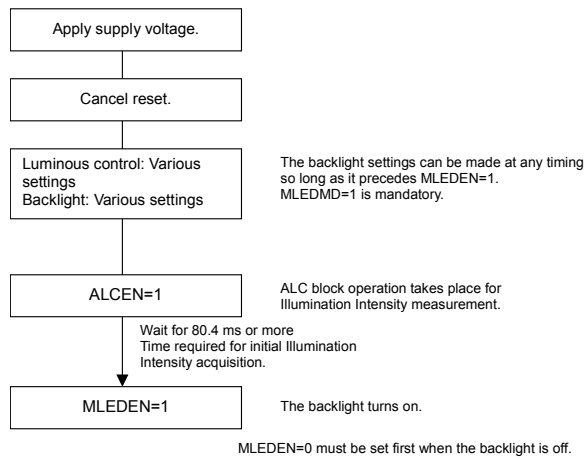 Apply supply voltage.
Cancel reset.
Luminous control: Various
settings
Backlight: Various settings
The backlight settings can be made at any timing
so long as it precedes MLEDEN=1.
MLEDMD=1 is mandatory.
ALCEN=1
ALC block operation takes place for
Illumination Intensity measurement.
Wait for 80.4 ms or more
Time required for initial Illumination
Intensity acquisition.
MLEDEN=1
The backlight turns on.
MLEDEN=0 must be set first when the backlight is off.